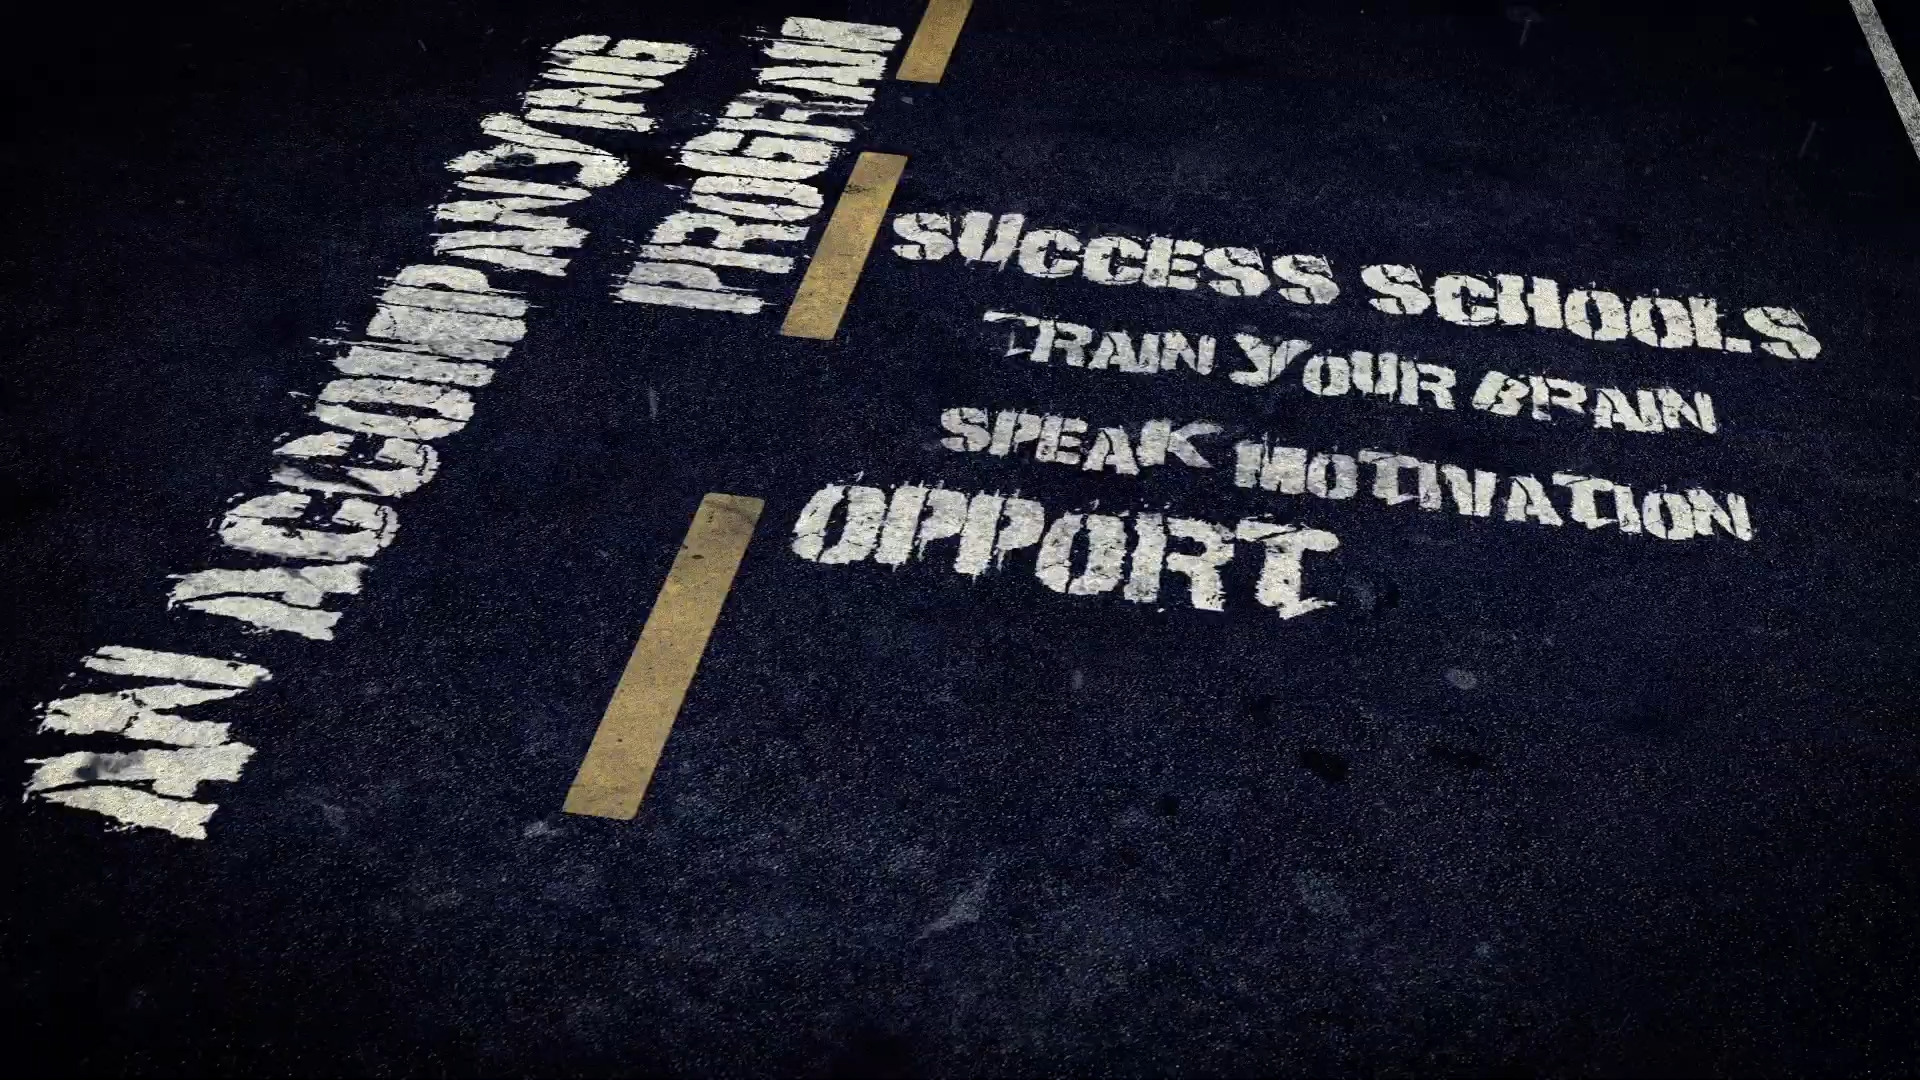 AN ACCOMPANYING
PROGRAM
SUCCESS SCHOOLS
TRAIN YOUR BRAIN
SPEAK MOTIVATION
OPPORT